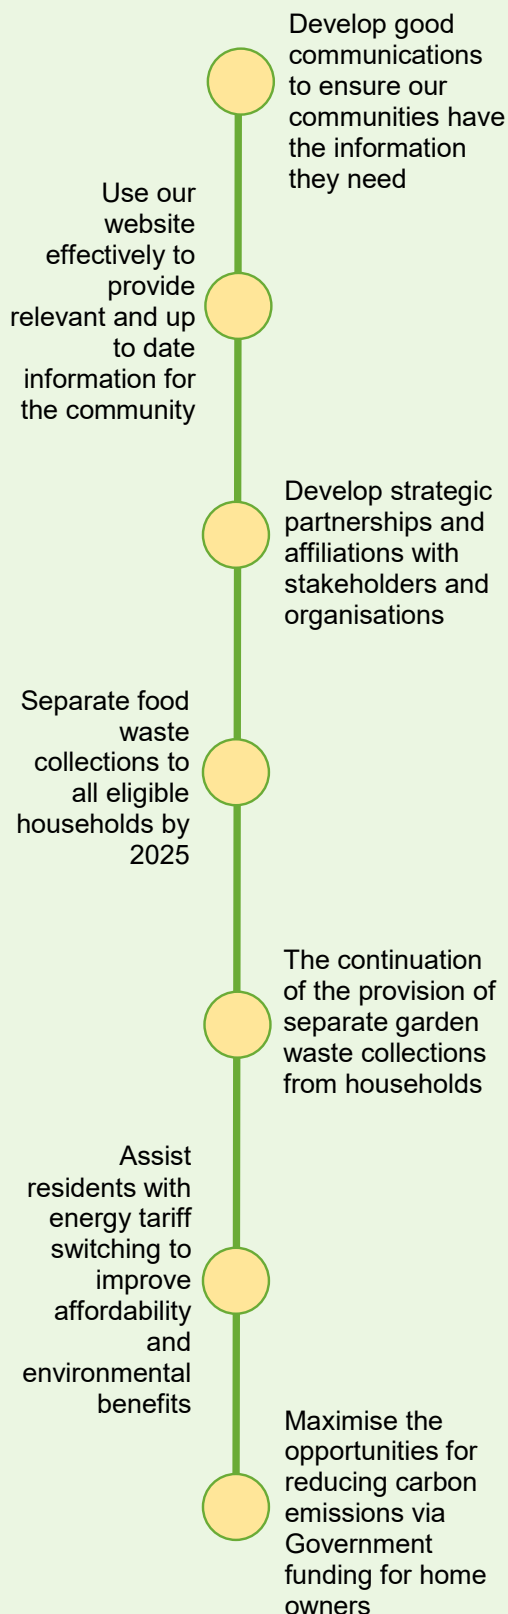 Develop good
communications
to ensure our
communities have
the information
they need
Use our
website
effectively to
provide
relevant and up
to date
information for
the community
Develop strategic
partnerships and
affiliations with
stakeholders and
organisations
Separate food
waste
collections to
all eligible
households by
2025
The continuation
of the provision of
separate garden
waste collections
from households
Assist
residents with
energy tariff
switching to
improve
affordability
and
environmental
benefits
Maximise the
opportunities for
reducing carbon
emissions via
Government
funding for home
owners